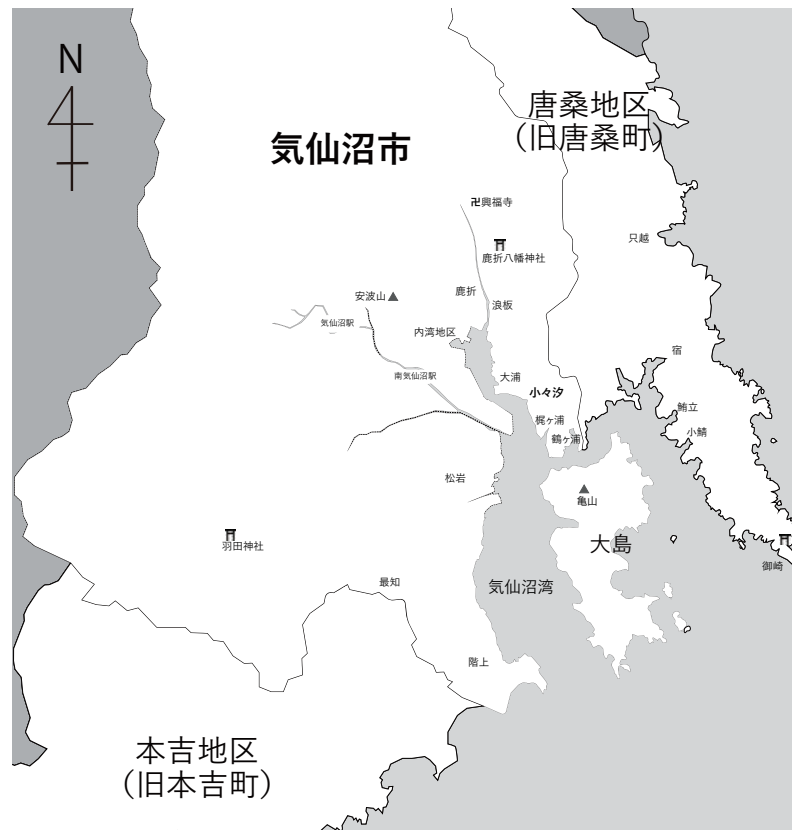 N
唐桑地区
（旧唐桑町）
気仙沼市
卍興福寺
只越
鹿折八幡神社
鹿折
安波山
浪板
気仙沼駅
内湾地区
宿
南気仙沼駅
大浦
小々汐
鮪立
梶ヶ浦
小鯖
鶴ヶ浦
松岩
亀山
羽田神社
大島
御崎
最知
気仙沼湾
階上
本吉地区
（旧本吉町）